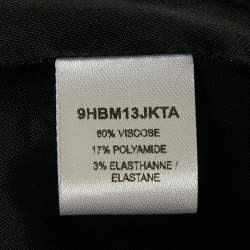 9HBM13JKTA
80% VISCOSE
17% POLYAMIDE
3% ELASTHANNE /
ELASTANE